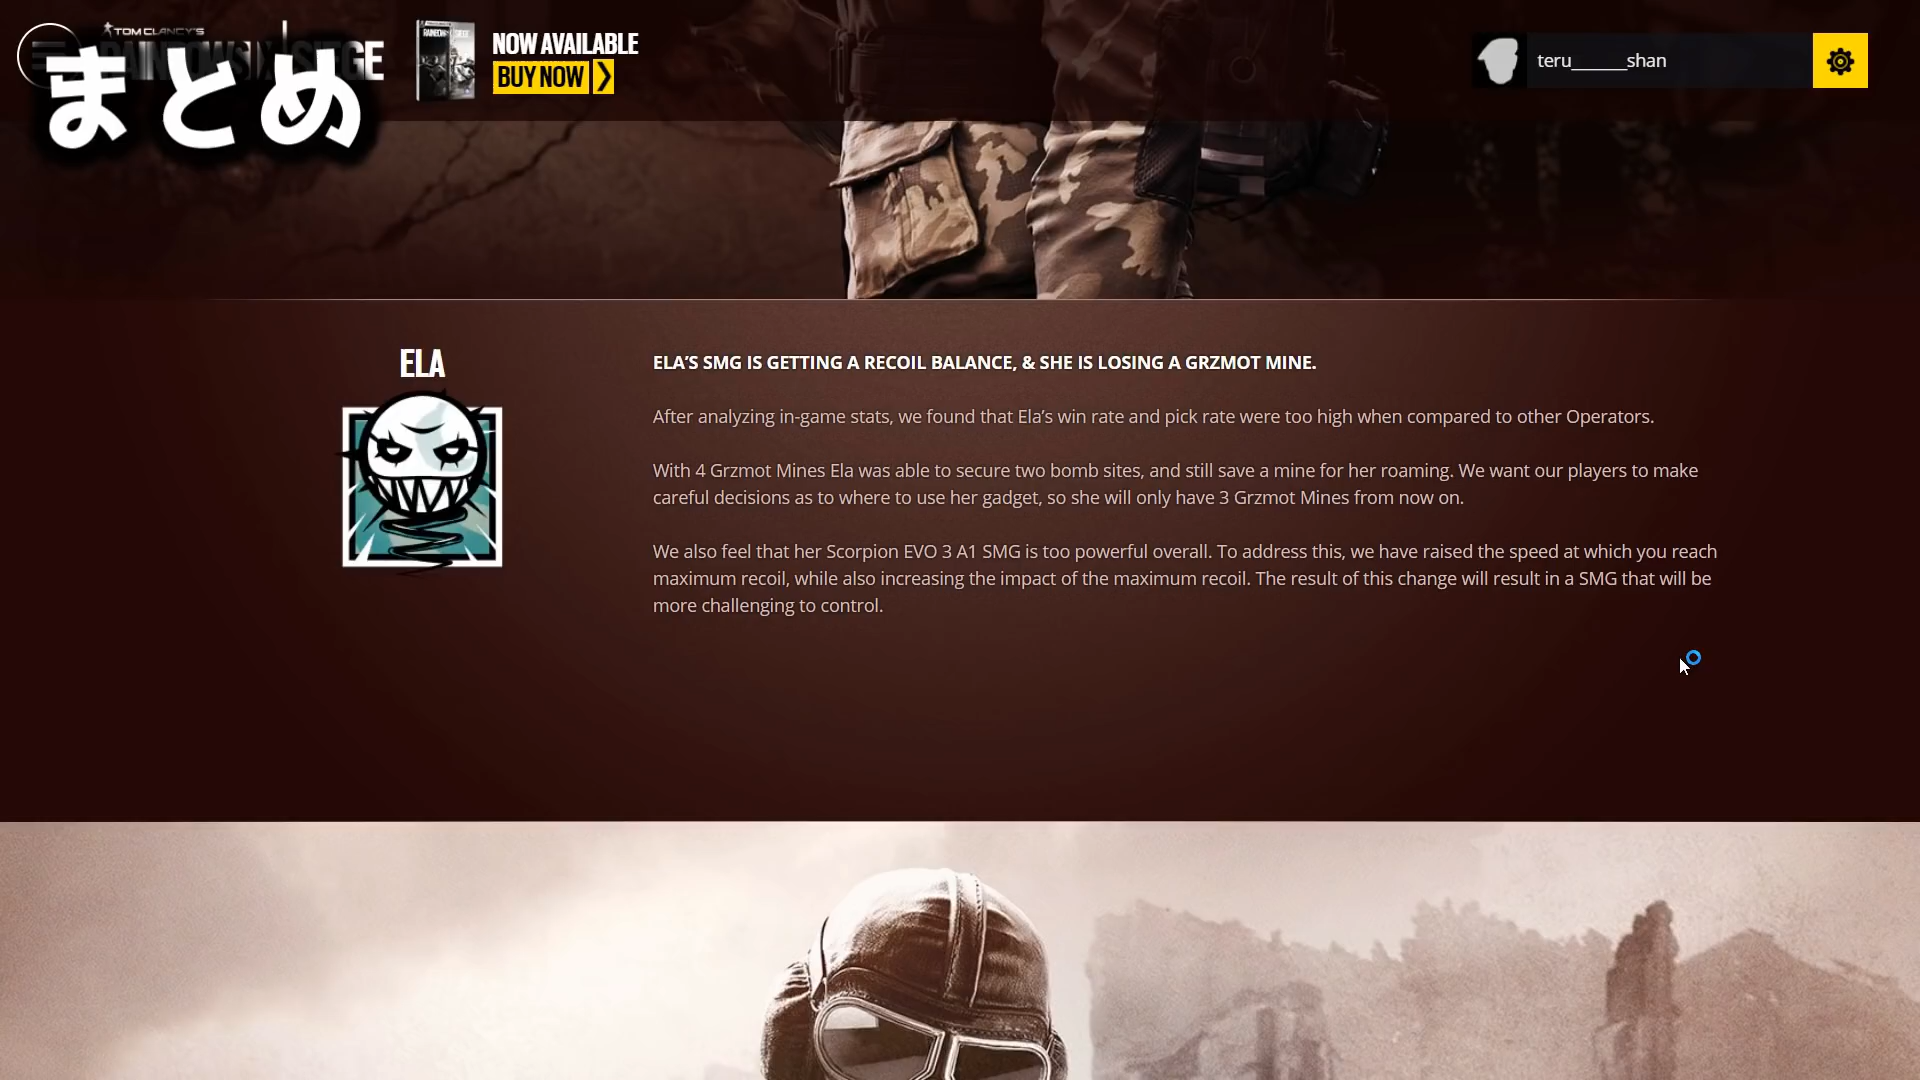 TOM CLANCY'S
まとめ
NOW AVAILABLE
BUY NOW
teru______shan
ELA
ELA'S SMG IS GETTING A RECOIL BALANCE, & SHE IS LOSING A GRZMOT MINE.
After analyzing in-game stats, we found that Ela's win rate and pick rate were too high when compared to other Operators.
With 4 Grzmot Mines Ela was able to secure two bomb sites, and still save a mine for her roaming. We want our players to make
careful decisions as to where to use her gadget, so she will only have 3 Grzmot Mines from now on.
We also feel that her Scorpion EVO 3 A1 SMG is too powerful overall. To address this, we have raised the speed at which you reach
maximum recoil, while also increasing the impact of the maximum recoil. The result of this change will result in a SMG that will be
more challenging to control.